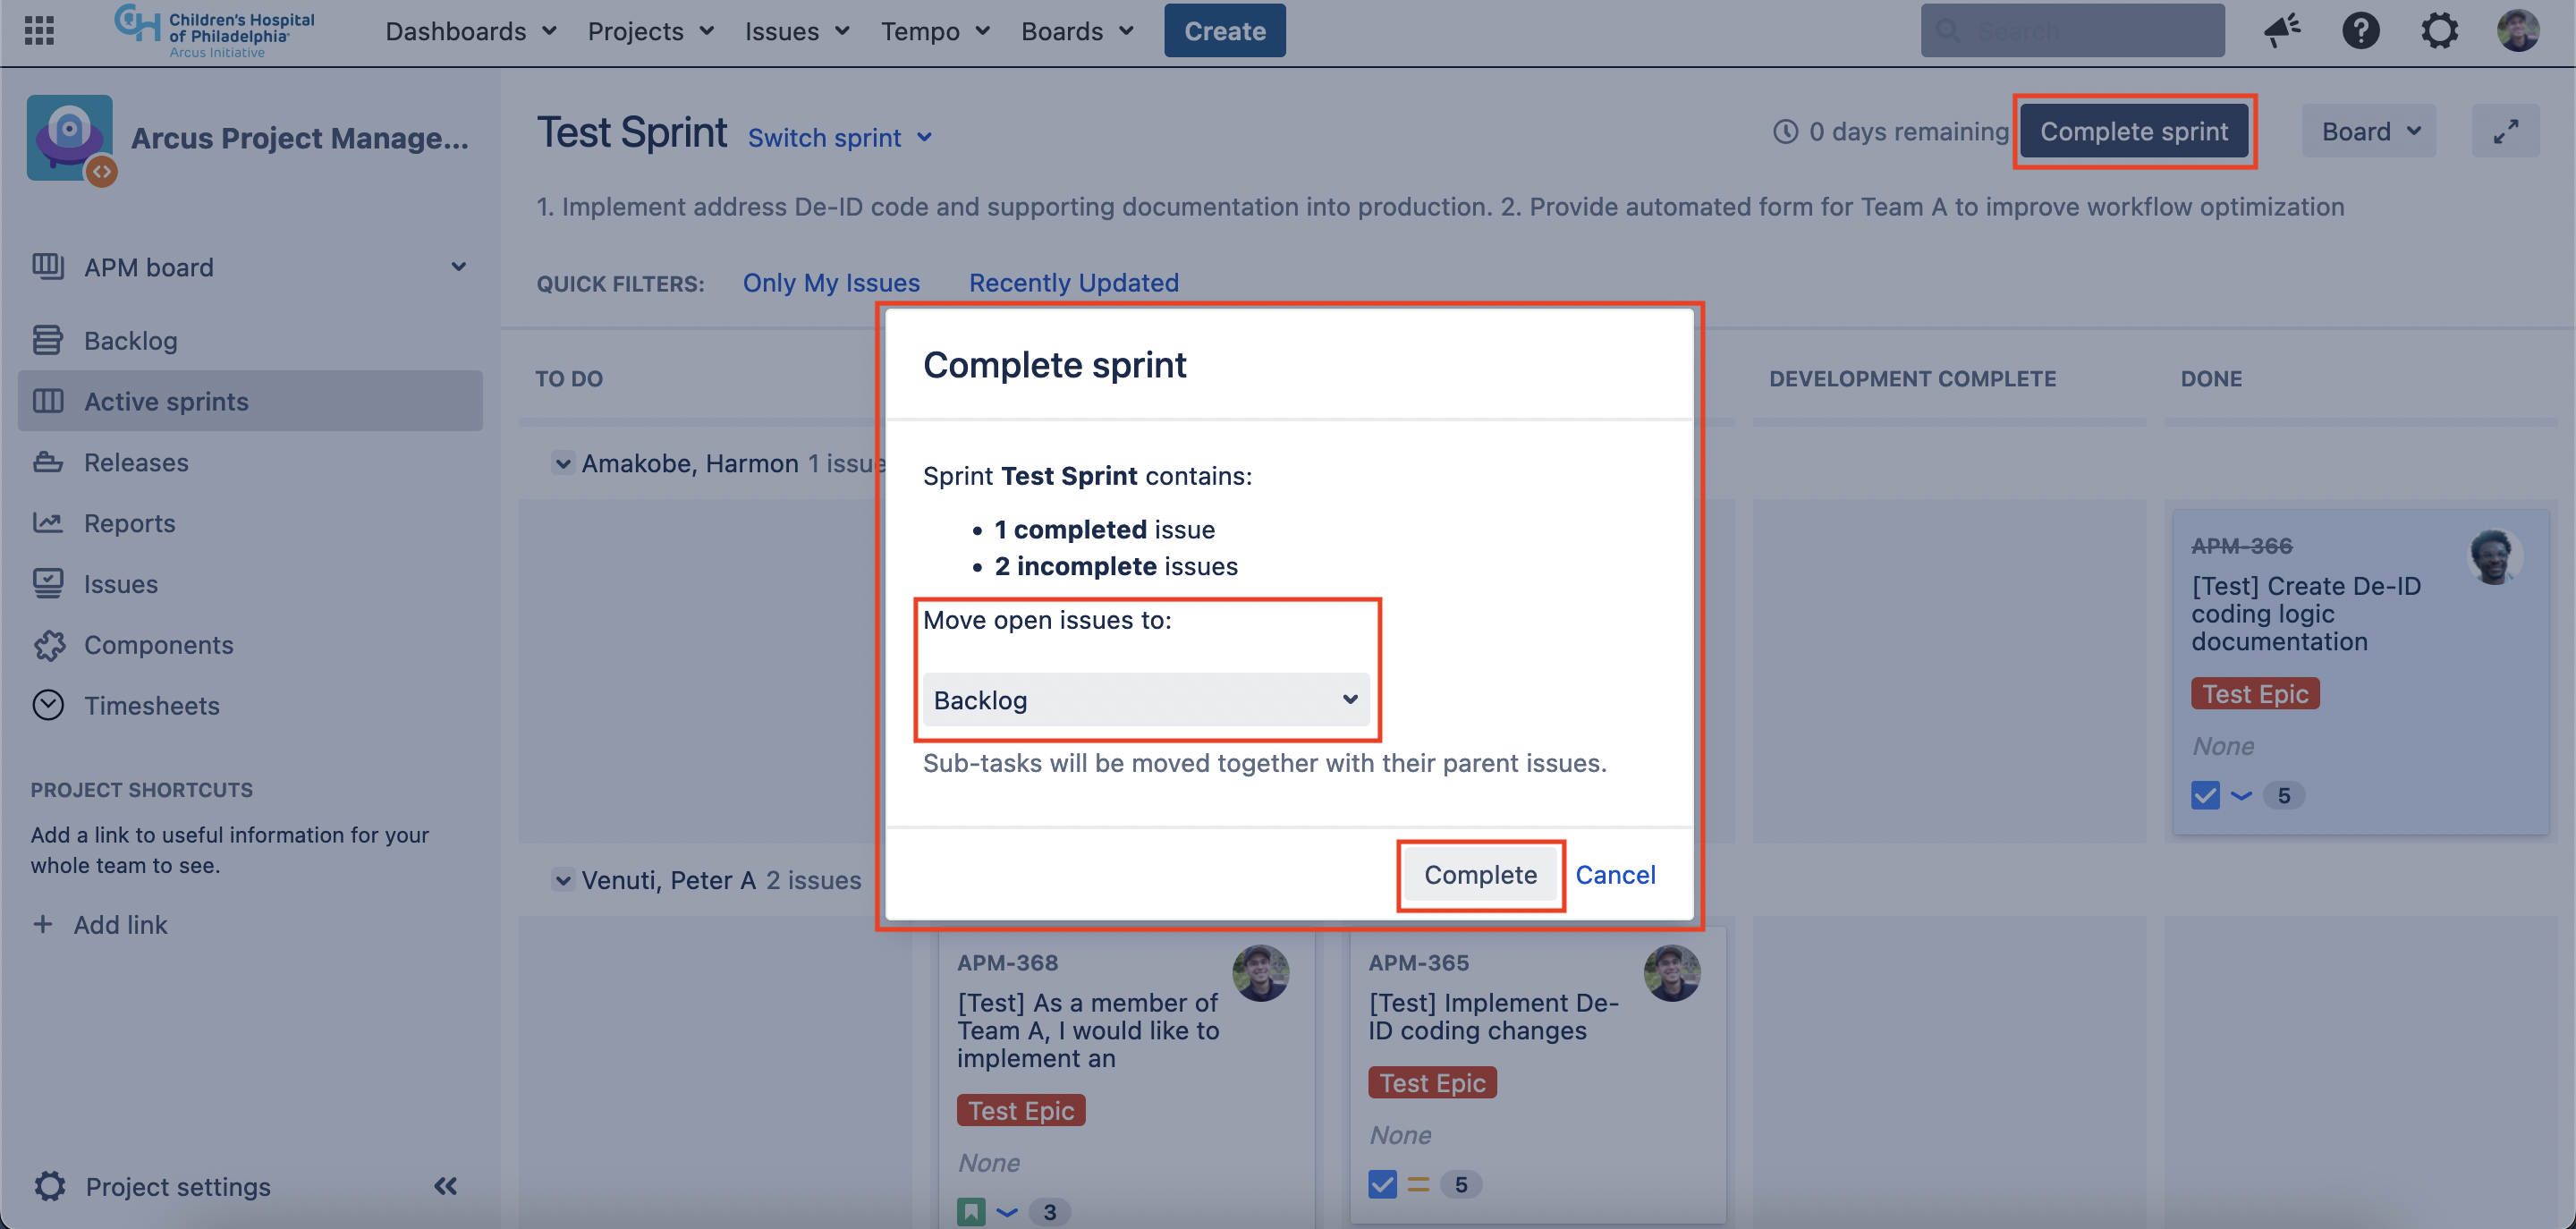 Children's Hospital
of Philadelphia
Arcus Initiative
Dashboards
Projects
Issues
Tempo
Boards
Create
Search
Arcus Project Manage...
APM board
Backlog
Active sprints
Releases
Reports
Issues
Components
Timesheets
PROJECT SHORTCUTS
Add a link to useful information for your
whole team to see.
+ Add link
Project settings
Test Sprint
Switch sprint
0 days remaining
Complete sprint
Board
1. Implement address De-ID code and supporting documentation into production. 2. Provide automated form for Team A to improve workflow optimization
QUICK FILTERS:
Only My Issues
Recently Updated
TO DO
DEVELOPMENT COMPLETE
DONE
Amakobe, Harmon 1 issue
APM-366
[Test] Create De-ID
coding logic
documentation
Test Epic
None
5
Venuti, Peter A 2 issues
APM-368
[Test] As a member of
Team A, I would like to
implement an
Test Epic
None
3
APM-365
[Test] Implement De-
ID coding changes
Test Epic
None
5
Complete sprint
Sprint Test Sprint contains:
• 1 completed issue
• 2 incomplete issues
Move open issues to:
Backlog
Sub-tasks will be moved together with their parent issues.
Complete
Cancel